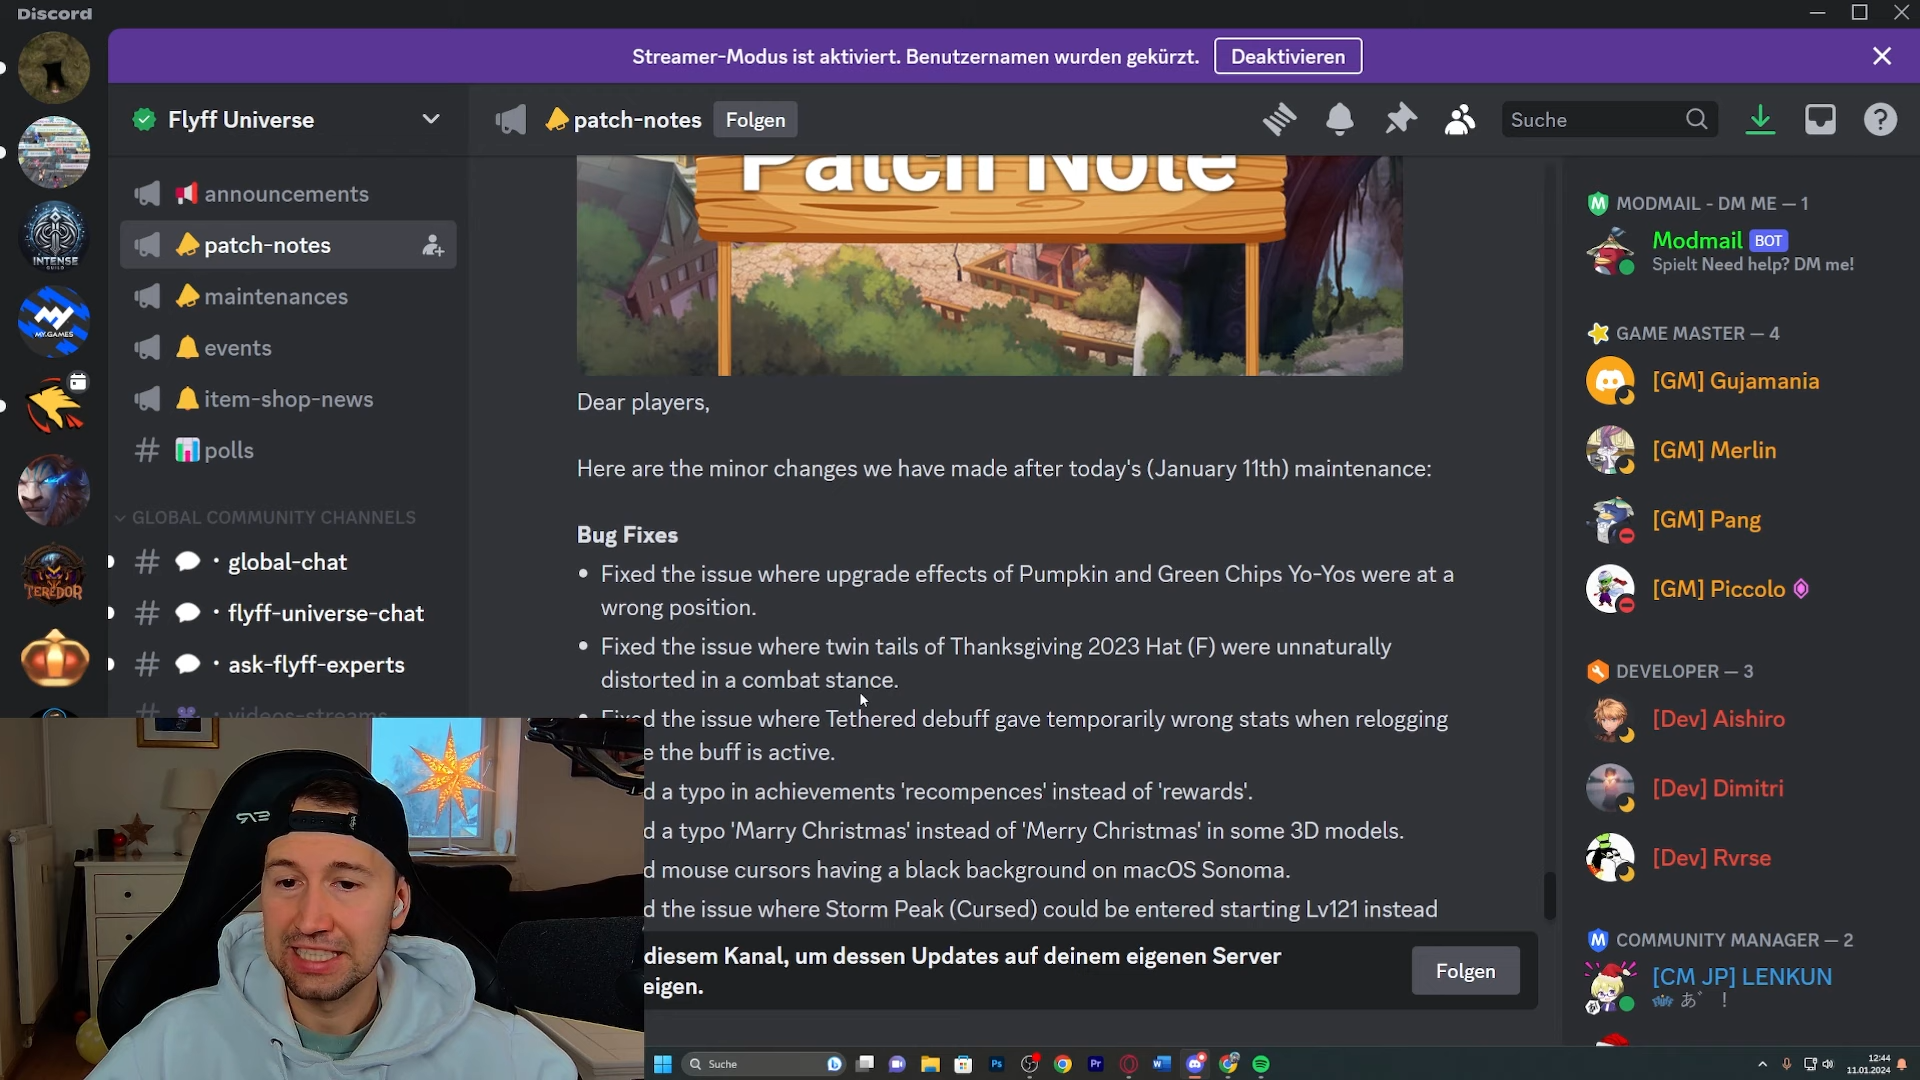 Discord
Streamer-Modus ist aktiviert. Benutzernamen wurden gekürzt.
Deaktivieren
Flyff Universe
patch-notes
Folgen
Suche
announcements
patch-notes
maintenances
events
item-shop-news
polls
GLOBAL COMMUNITY CHANNELS
global-chat
flyff-universe-chat
ask-flyff-experts
videos-streams
INTENSE
GUILD
MY.GAMES
TEREDOR
Patch Note
Dear players,
Here are the minor changes we have made after today's (January 11th) maintenance:
Bug Fixes
• Fixed the issue where upgrade effects of Pumpkin and Green Chips Yo-Yos were at a
wrong position.
• Fixed the issue where twin tails of Thanksgiving 2023 Hat (F) were unnaturally
distorted in a combat stance.
• Fixed the issue where Tethered debuff gave temporarily wrong stats when relogging
e the buff is active.
d a typo in achievements 'recompences' instead of 'rewards'.
d a typo 'Marry Christmas' instead of 'Merry Christmas' in some 3D models.
d mouse cursors having a black background on macOS Sonoma.
d the issue where Storm Peak (Cursed) could be entered starting Lv121 instead
diesem Kanal, um dessen Updates auf deinem eigenen Server
eigen.
Folgen
MODMAIL - DM ME — 1
Modmail BOT
Spielt Need help? DM me!
GAME MASTER — 4
[GM] Gujamania
[GM] Merlin
[GM] Pang
[GM] Piccolo
DEVELOPER — 3
[Dev] Aishiro
[Dev] Dimitri
[Dev] Rvrse
COMMUNITY MANAGER — 2
[CM JP] LENKUN
あ゛！
Suche
12:44
11.01.2024